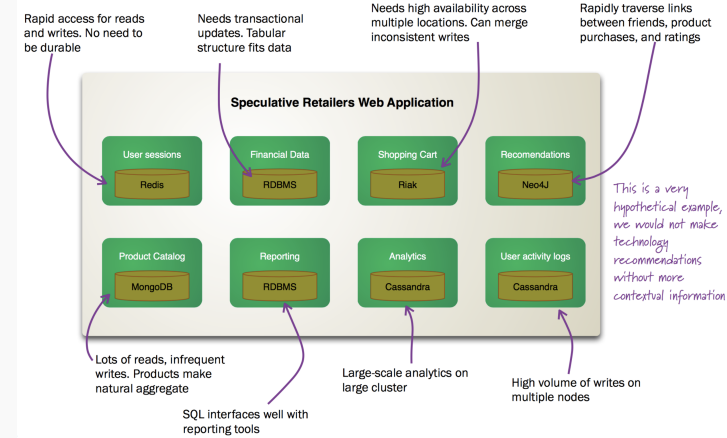 Rapid access for reads
and writes. No need to
be durable
Needs transactional
updates. Tabular
structure fits data
Needs high availability across
multiple locations. Can merge
inconsistent writes
Rapidly traverse links
between friends, product
purchases, and ratings
Speculative Retailers Web Application
User sessions
Redis
Financial Data
RDBMS
Shopping Cart
Riak
Recomendations
Neo4J
Product Catalog
MongoDB
Reporting
RDBMS
Analytics
Cassandra
User activity logs
Cassandra
This is a very
hypothetical example,
we would not make
technology
recommendations
without more
contextual information
Lots of reads, infrequent
writes. Products make
natural aggregate
SQL interfaces well with
reporting tools
Large-scale analytics on
large cluster
High volume of writes on
multiple nodes